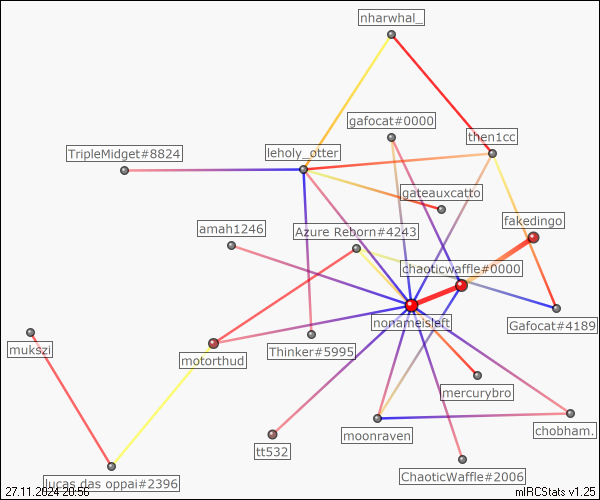 nharwhal_
gafocat#0000
then1cc
TripleMidget#8824
leholy_øtter
gateauxcatto
amah1246
Azure Reborn#4243
fakedingo
chaoticwaffle#0000
nonameisleft
Gafocat#4189
mukszi
motorthud
Thinker#5995
mercurybro
tt532
moonraven
chobham.
lucas das oppai#2396
ChaoticWaffle#2006
27.11.2024 20:56
mIRCStats v1.25